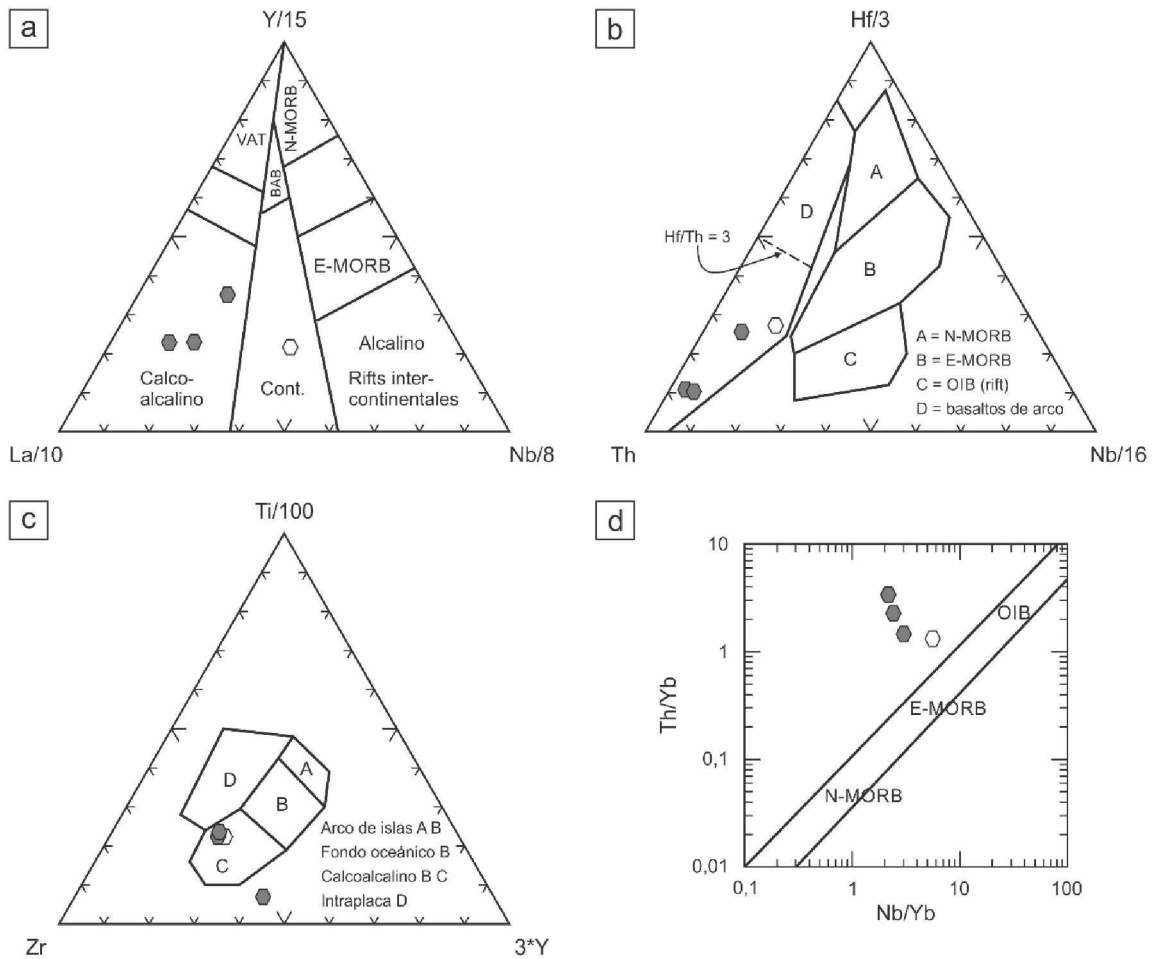 a
Y/15
VAT
N-MORB
BAB
E-MORB
Alcalino
Rifts inter-
continentales
Calco-
alcalino
Cont.
La/10
Nb/8
b
Hf/3
A
D
Hf/Th = 3
B
C
A = N-MORB
B = E-MORB
C = OIB (rift)
D = basaltos de arco
Th
Nb/16
c
Ti/100
D
A
B
C
Arco de islas A B
Fondo oceánico B
Calcoalcalino B C
Intraplaca D
Zr
3*Y
d
10
1
0,1
0,01
Th/Yb
OIB
E-MORB
N-MORB
0,1
1
10
100
Nb/Yb